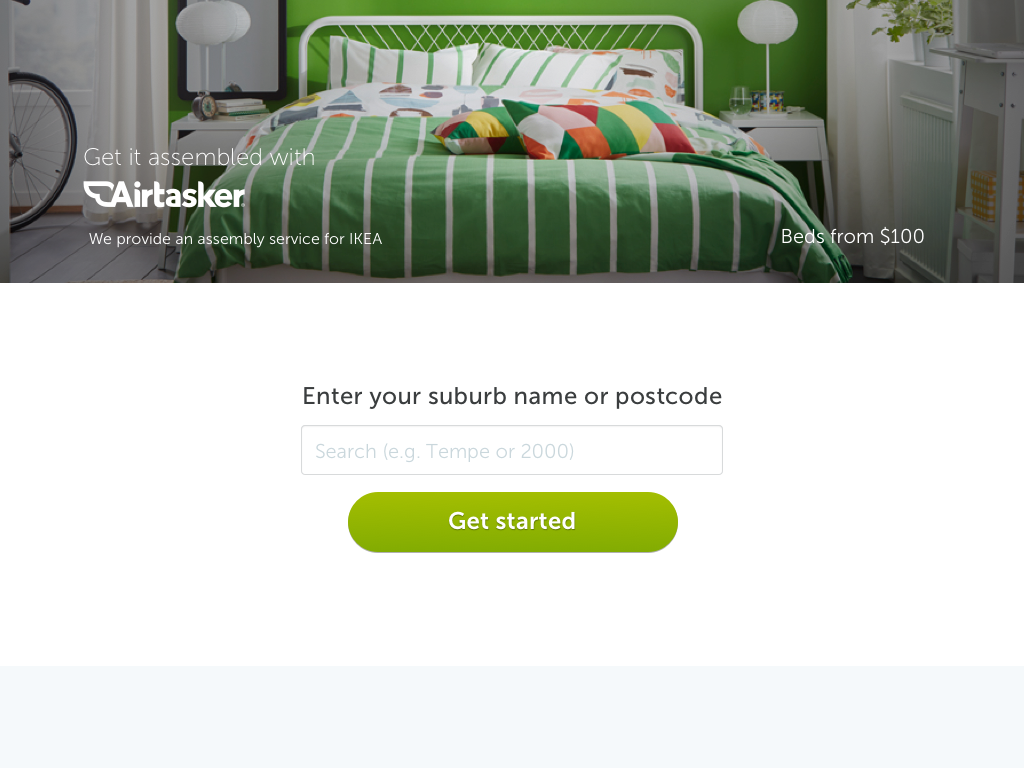 Get it assembled with
Airtasker
We provide an assembly service for IKEA
Beds from $100
Enter your suburb name or postcode
Search (e.g. Tempe or 2000)
Get started